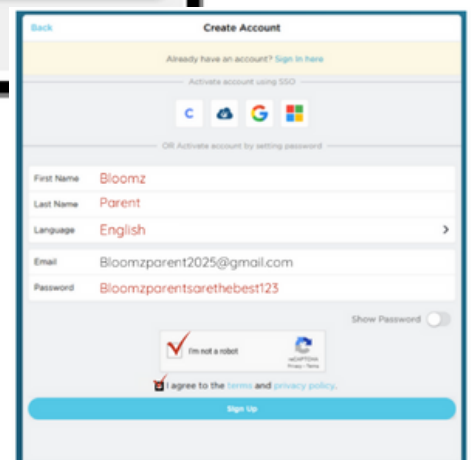 Back Create Account
Already have an account? Sign In here
Activate account using SSO
C G
OR Activate account by setting password
First Name Bloomz
Last Name Parent
Language English >
Email Bloomzparent2025@gmail.com
Password Bloomzparentsarethebest123
Show Password
I'm not a robot
reCAPTCHA
Privacy - Terms
I agree to the terms and privacy policy.
Sign Up